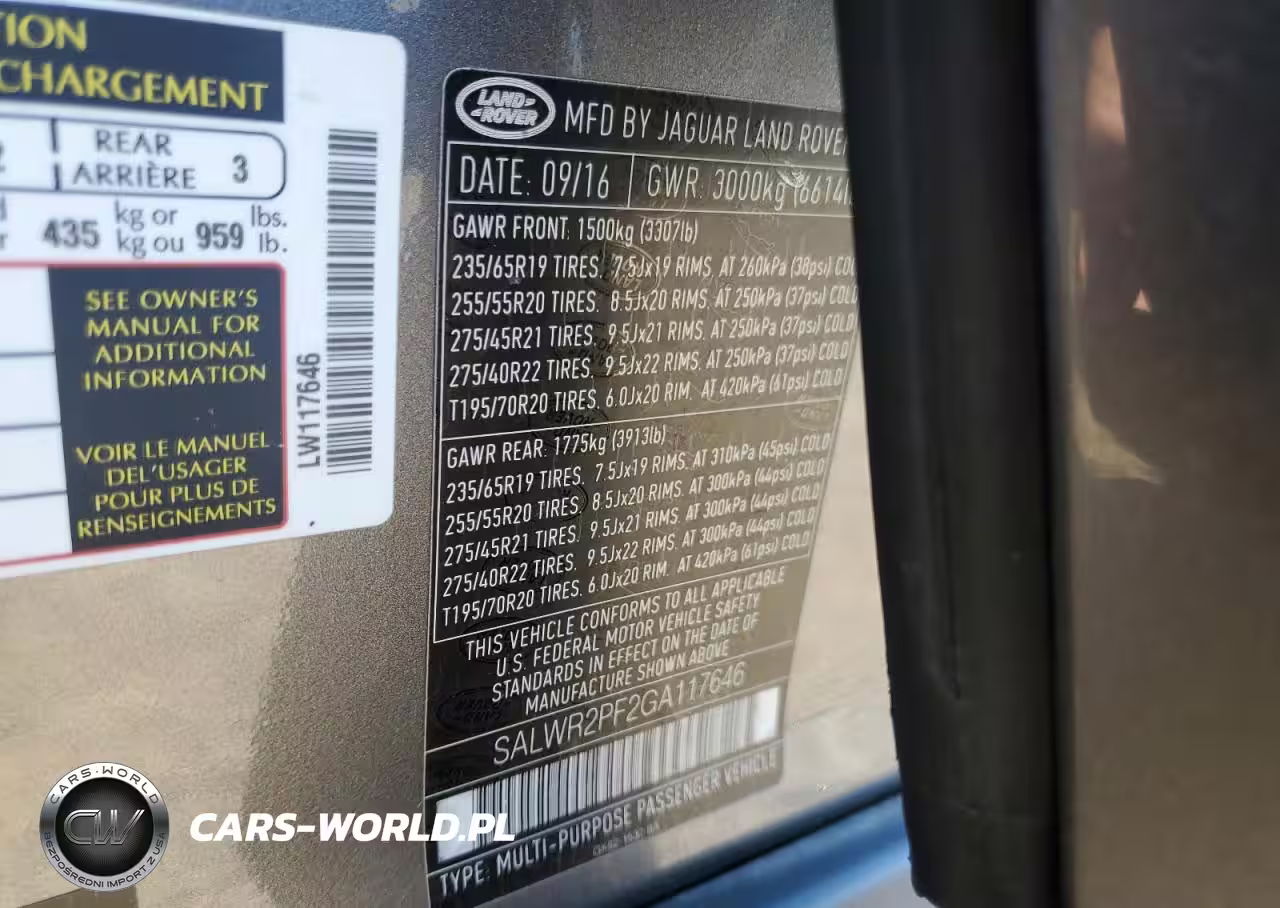 TION
CHARGEMENT
REAR
ARRIÈRE 3
435 kg or
kg ou 959 lbs.
lb.
SEE OWNER'S
MANUAL FOR
ADDITIONAL
INFORMATION
VOIR LE MANUEL
DEL'USAGER
POUR PLUS DE
RENSEIGNEMENTS
LW117646
LAND
ROVER
MFD BY JAGUAR LAND ROVER
DATE: 09/16 GWR: 3000kg (6614l
GAWR FRONT: 1500kg (3307lb)
235/65R19 TIRES. 7.5Jx19 RIMS. AT 260kPa (38psi) COL
255/55R20 TIRES. 8.5Jx20 RIMS. AT 250kPa (37psi) COLD
275/45R21 TIRES. 9.5Jx21 RIMS. AT 250kPa (37psi) COLD
275/40R22 TIRES. 9.5Jx22 RIMS. AT 250kPa (37psi) COLD
T195/70R20 TIRES. 6.0Jx20 RIM. AT 420kPa (61psi) COLD
GAWR REAR: 1775kg (3913lb)
235/65R19 TIRES. 7.5Jx19 RIMS. AT 310kPa (45psi) COLD
255/55R20 TIRES. 8.5Jx20 RIMS. AT 300kPa (44psi) COLD
275/45R21 TIRES. 9.5Jx21 RIMS. AT 300kPa (44psi) COLD
275/40R22 TIRES. 9.5Jx22 RIMS. AT 300kPa (44psi) COLD
T195/70R20 TIRES. 6.0Jx20 RIM. AT 420kPa (61psi) COLD
THIS VEHICLE CONFORMS TO ALL APPLICABLE
U.S. FEDERAL MOTOR VEHICLE SAFETY
STANDARDS IN EFFECT ON THE DATE OF
MANUFACTURE SHOWN ABOVE
SALWR2PF2GA117646
TYPE: MULTI-PURPOSE PASSENGER VEHICLE
CARS-WORLD
CW
BEZPOŚREDNI IMPORT Z USA
CARS-WORLD.PL